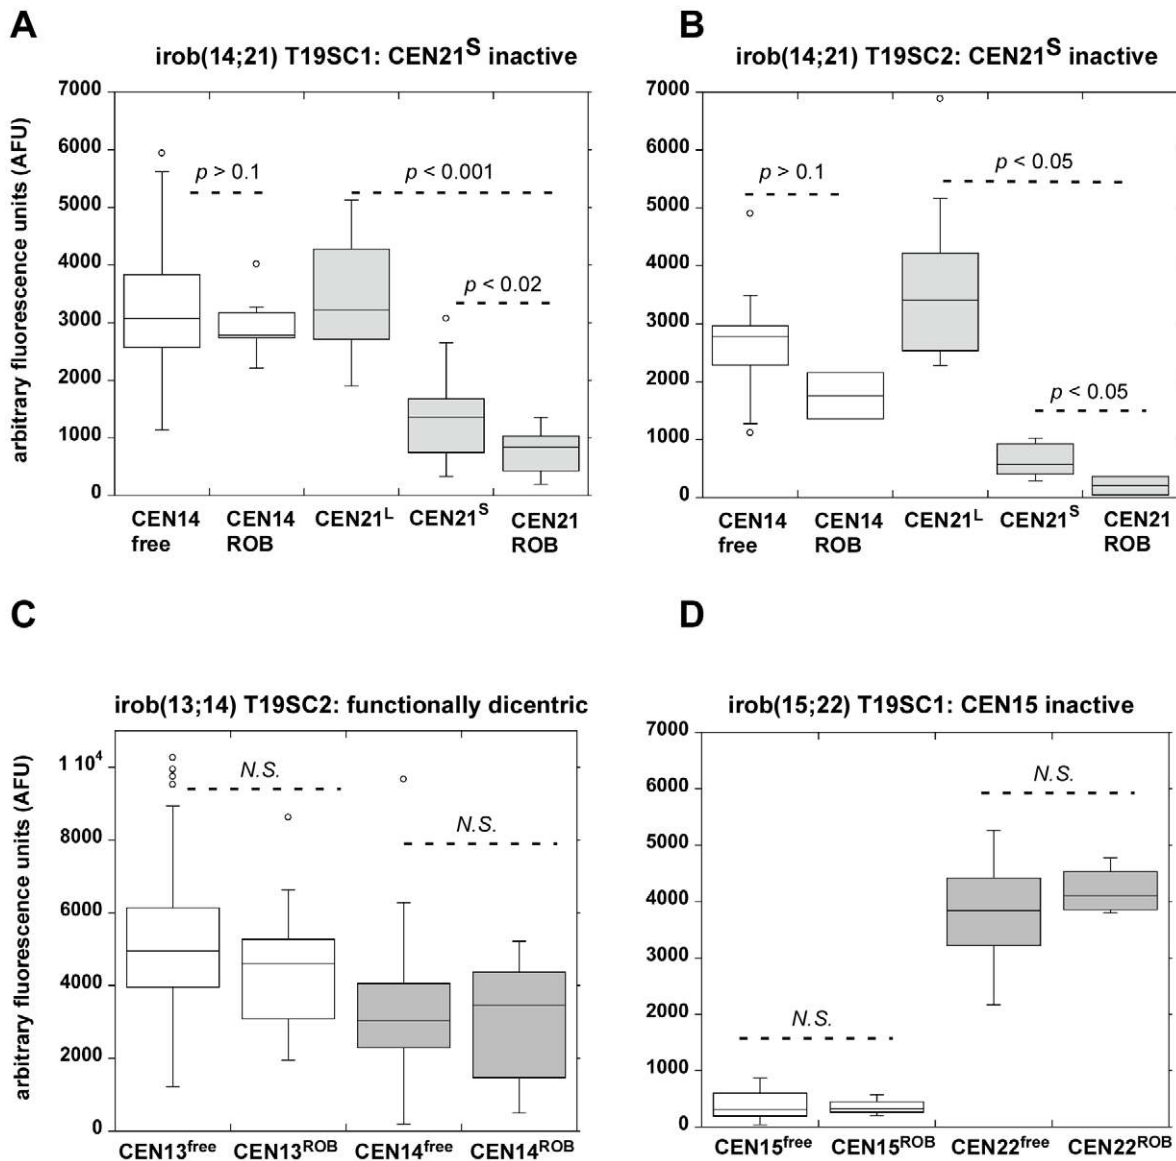 A
irob(14;21) T19SC1: CEN21S inactive
arbitrary fluorescence units (AFU)
7000
6000
5000
4000
3000
2000
1000
0
p > 0.1
p < 0.001
p < 0.02
CEN14 free
CEN14 ROB
CEN21L
CEN21S
CEN21 ROB
B
irob(14;21) T19SC2: CEN21S inactive
7000
6000
5000
4000
3000
2000
1000
0
p > 0.1
p < 0.05
p < 0.05
CEN14 free
CEN14 ROB
CEN21L
CEN21S
CEN21 ROB
C
irob(13;14) T19SC2: functionally dicentric
arbitrary fluorescence units (AFU)
1 104
8000
6000
4000
2000
0
N.S.
N.S.
CEN13free
CEN13ROB
CEN14free
CEN14ROB
D
irob(15;22) T19SC1: CEN15 inactive
7000
6000
5000
4000
3000
2000
1000
0
N.S.
N.S.
CEN15free
CEN15ROB
CEN22free
CEN22ROB